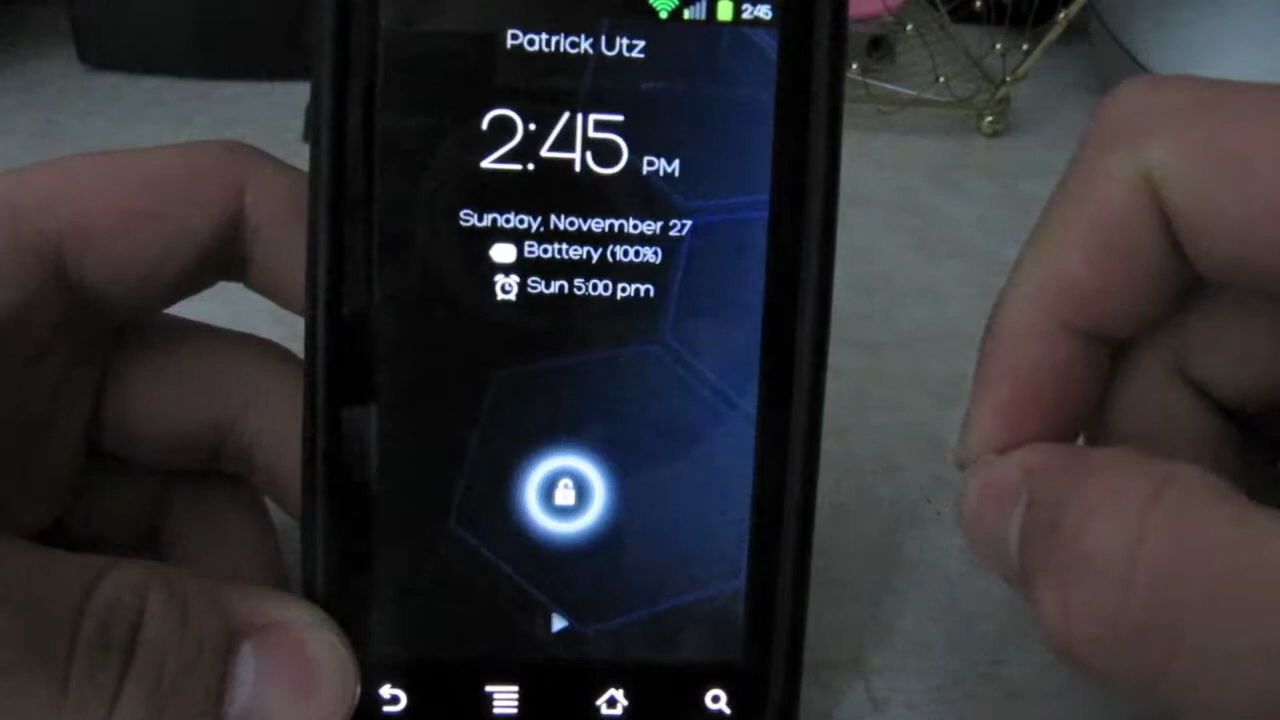 2:45
Patrick Utz
2:45 PM
Sunday, November 27
Battery (100%)
Sun 5:00 pm